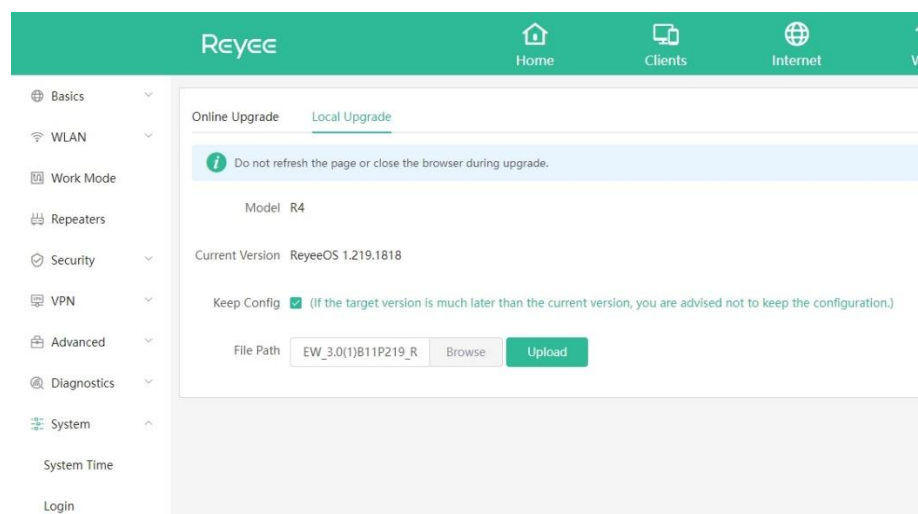 Reyee
Home
Clients
Internet
Basics
WLAN
Work Mode
Repeaters
Security
VPN
Advanced
Diagnostics
System
System Time
Login
Online Upgrade Local Upgrade
Do not refresh the page or close the browser during upgrade.
Model R4
Current Version ReyeeOS 1.219.1818
Keep Config (If the target version is much later than the current version, you are advised not to keep the configuration.)
File Path EW_3.0(1)B11P219_R Browse Upload